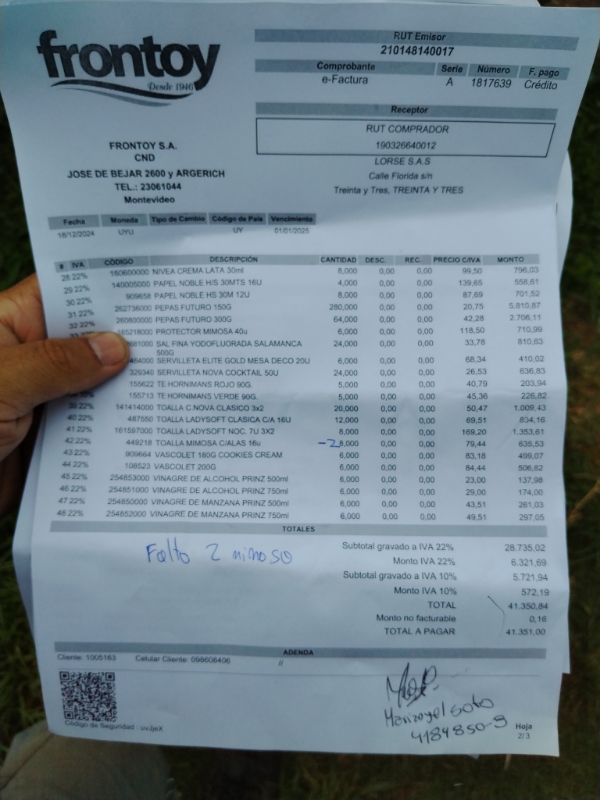 frontoy
Desde 1946
RUT Emisor
210148140017
Comprobante Serie Número F. pago
e-Factura A 1817639 Crédito
Receptor
RUT COMPRADOR
190326640012
LORSE S.A.S
Calle Florida s/n
Treinta y Tres, TREINTA Y TRES
FRONTOY S.A.
CND
JOSE DE BEJAR 2600 y ARGERICH
TEL.: 23061044
Montevideo
Fecha Moneda Tipo de Cambio Código de País Vencimiento
18/12/2024 UYU UY 01/01/2025
# IVA CÓDIGO DESCRIPCIÓN CANTIDAD DESC. REC. PRECIO C/IVA MONTO
28 22% 160600000 NIVEA CREMA LATA 30ml 8,000 0,00 0,00 99,50 796,03
29 22% 140005000 PAPEL NOBLE H/S 30MTS 16U 4,000 0,00 0,00 139,65 558,61
30 22% 909658 PAPEL NOBLE HS 30M 12U 8,000 0,00 0,00 87,69 701,52
31 22% 262736000 PEPAS FUTURO 150G 280,000 0,00 0,00 20,75 5.810,87
32 22% 260800000 PEPAS FUTURO 300G 64,000 0,00 0,00 42,28 2.706,11
165218000 PROTECTOR MIMOSA 40u 6,000 0,00 0,00 118,50 710,99
681000 SAL FINA YODOFLUORADA SALAMANCA 500G 24,000 0,00 0,00 33,78 810,63
464000 SERVILLETA ELITE GOLD MESA DECO 20U 6,000 0,00 0,00 68,34 410,02
329340 SERVILLETA NOVA COCKTAIL 50U 24,000 0,00 0,00 26,53 636,83
155622 TE HORNIMANS ROJO 90G. 5,000 0,00 0,00 40,79 203,94
155713 TE HORNIMANS VERDE 90G. 5,000 0,00 0,00 45,36 226,82
39 22% 141414000 TOALLA C.NOVA CLASICO 3x2 20,000 0,00 0,00 50,47 1.009,43
40 22% 487550 TOALLA LADYSOFT CLASICA C/A 16U 12,000 0,00 0,00 69,51 834,16
41 22% 161597000 TOALLA LADYSOFT NOC. 7U 3X2 8,000 0,00 0,00 169,20 1.353,61
42 22% 449218 TOALLA MIMOSA C/ALAS 16u -2 8,000 0,00 0,00 79,44 635,53
43 22% 909664 VASCOLET 180G COOKIES CREAM 6,000 0,00 0,00 83,18 499,07
44 22% 108523 VASCOLET 200G 6,000 0,00 0,00 84,44 506,62
45 22% 254853000 VINAGRE DE ALCOHOL PRINZ 500ml 6,000 0,00 0,00 23,00 137,98
46 22% 254851000 VINAGRE DE ALCOHOL PRINZ 750ml 6,000 0,00 0,00 29,00 174,00
47 22% 254850000 VINAGRE DE MANZANA PRINZ 500ml 6,000 0,00 0,00 43,51 261,03
48 22% 254852000 VINAGRE DE MANZANA PRINZ 750ml 6,000 0,00 0,00 49,51 297,05
TOTALES
Falto 2 mimosa
Subtotal gravado a IVA 22% 28.735,02
Monto IVA 22% 6.321,69
Subtotal gravado a IVA 10% 5.721,94
Monto IVA 10% 572,19
TOTAL 41.350,84
Monto no facturable 0,16
TOTAL A PAGAR 41.351,00
ADENDA
Cliente: 1005163 Celular Cliente: 098606406 //
Código de Seguridad : uvJjeX
Soto
4184850-9
Hoja
2/3